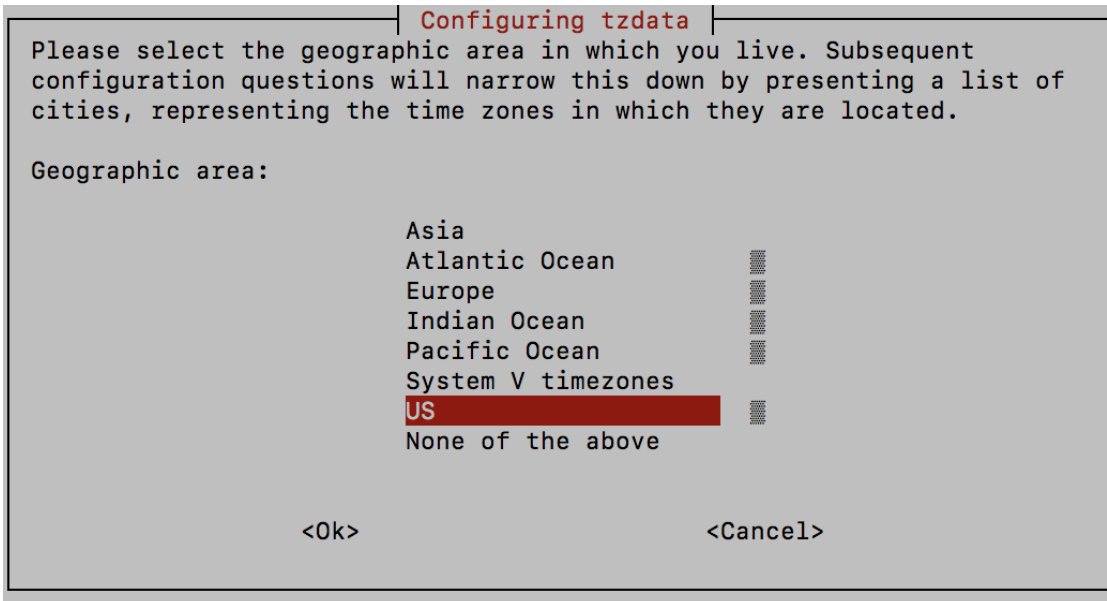 Configuring tzdata
Please select the geographic area in which you live. Subsequent
configuration questions will narrow this down by presenting a list of
cities, representing the time zones in which they are located.
Geographic area:
Asia
Atlantic Ocean
Europe
Indian Ocean
Pacific Ocean
System V timezones
US
None of the above
<Ok> <Cancel>